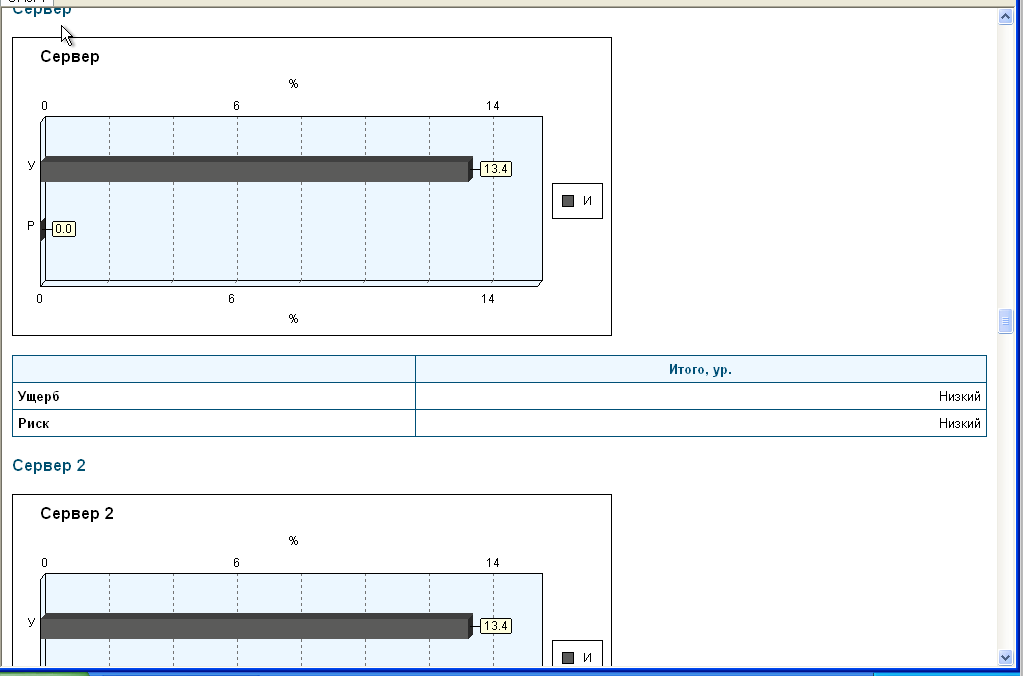 Сервер
Сервер
%
0 6 14
У 13.4
И
Р 0.0
0 6 14
%
Итого, ур.
Ущерб Низкий
Риск Низкий
Сервер 2
Сервер 2
%
0 6 14
У 13.4
И